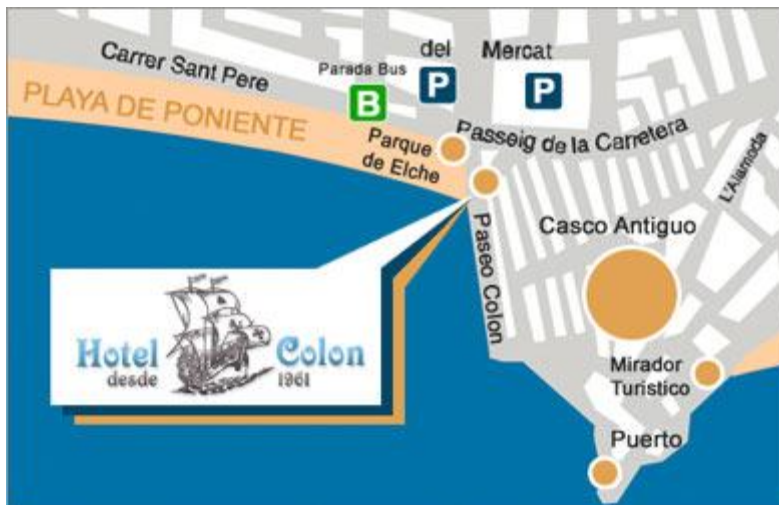 del Mercat
Carrer Sant Pere
Parada Bus
P
P
B
PLAYA DE PONIENTE
Passeig de la Carretera
Parque
de Elche
L'Alamoda
Casco Antiguo
Paseo Colon
Hotel Colon
desde 1961
Mirador
Turistico
Puerto